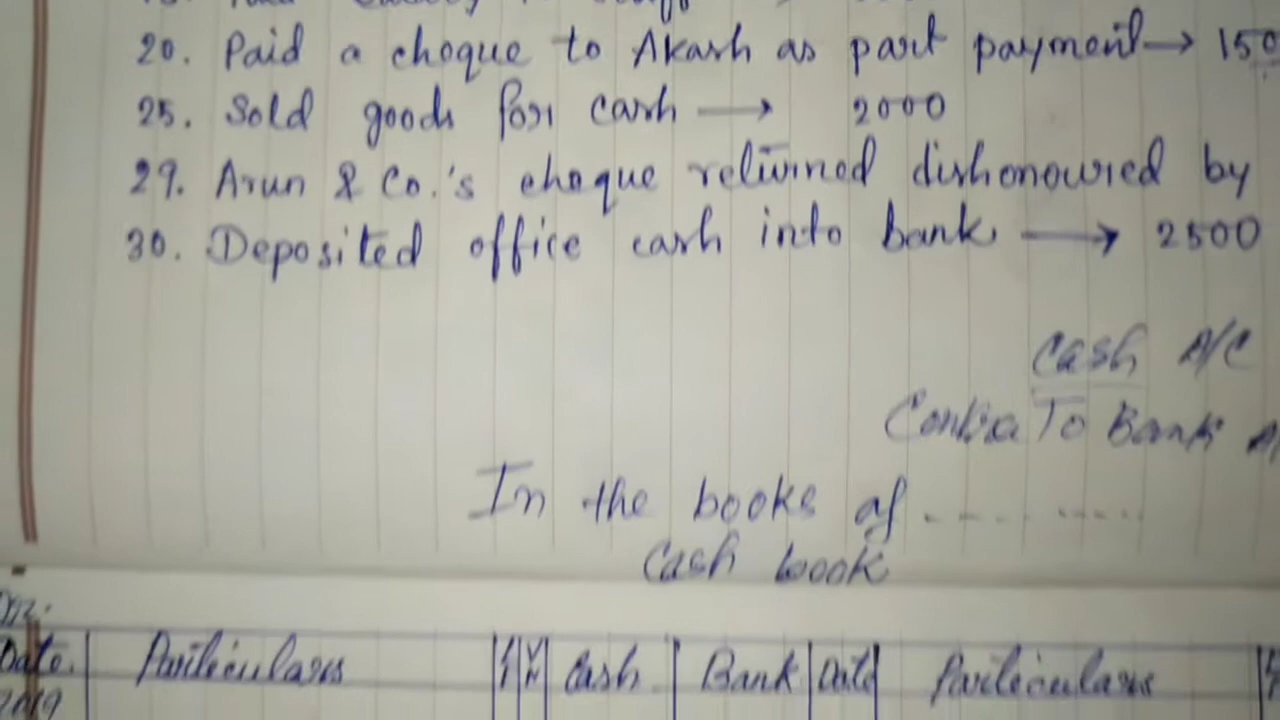 20. Paid a cheque to Akash as part payment → 150
25. Sold goods for cash → 2000
29. Arun & Co.'s cheque returned dishonoured by
30. Deposited office cash into bank. → 2500
Cash A/C
Contra To Bank A
In the books of ............
Cash book
Dr.
Date. Particulars Cash Bank Date Particulars
2019